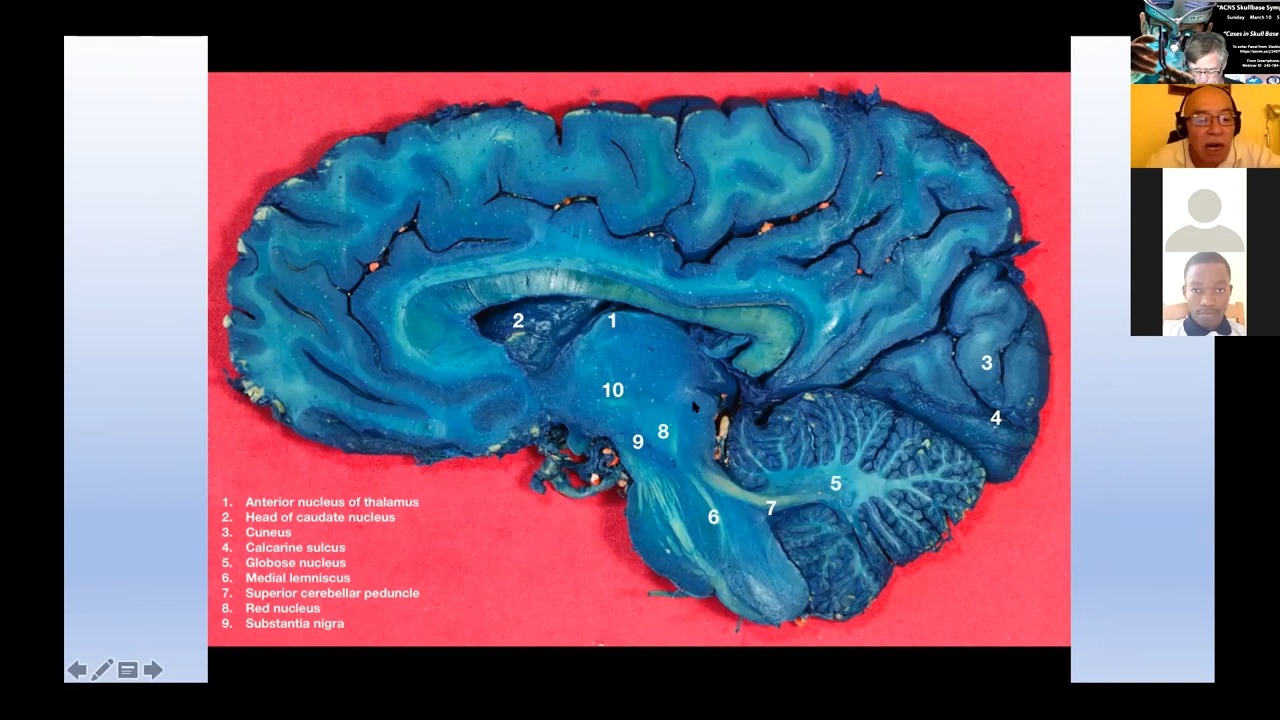 "ACNS Skullbase Symp
Sunday March 10
"Cases in Skull Base
2
1
3
10
4
8
9
5
7
6
1. Anterior nucleus of thalamus
2. Head of caudate nucleus
3. Cuneus
4. Calcarine sulcus
5. Globose nucleus
6. Medial lemniscus
7. Superior cerebellar peduncle
8. Red nucleus
9. Substantia nigra